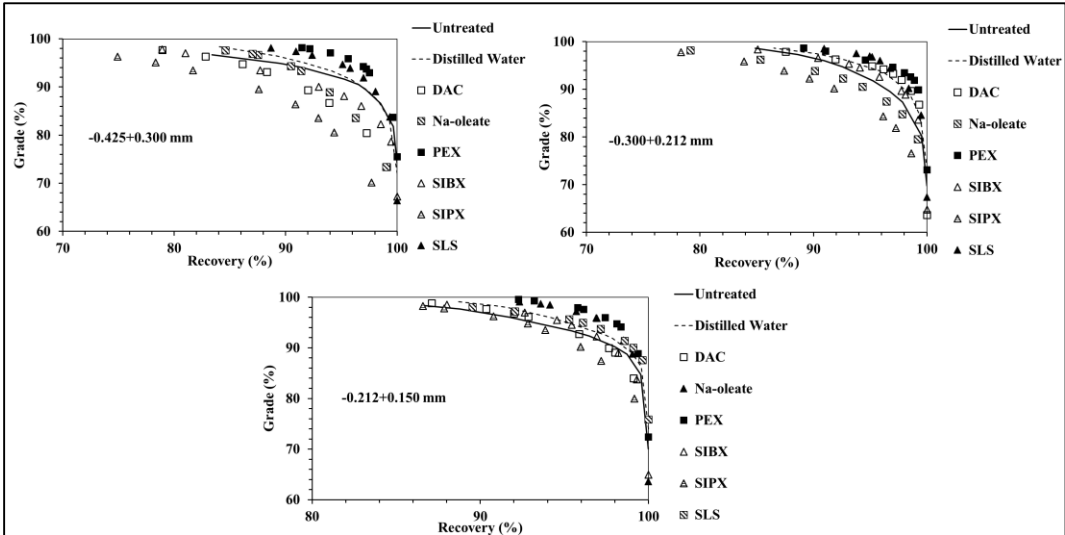 100
90
80
70
60
Grade (%)
-0.425+0.300 mm
70
80
90
100
Recovery (%)
Untreated
Distilled Water
DAC
Na-oleate
PEX
SIBX
SIPX
SLS
100
90
80
70
60
Grade (%)
-0.300+0.212 mm
70
80
90
100
Recovery (%)
Untreated
Distilled Water
DAC
Na-oleate
PEX
SIBX
SIPX
SLS
100
90
80
70
60
Grade (%)
-0.212+0.150 mm
80
90
100
Recovery (%)
Untreated
Distilled Water
DAC
Na-oleate
PEX
SIBX
SIPX
SLS